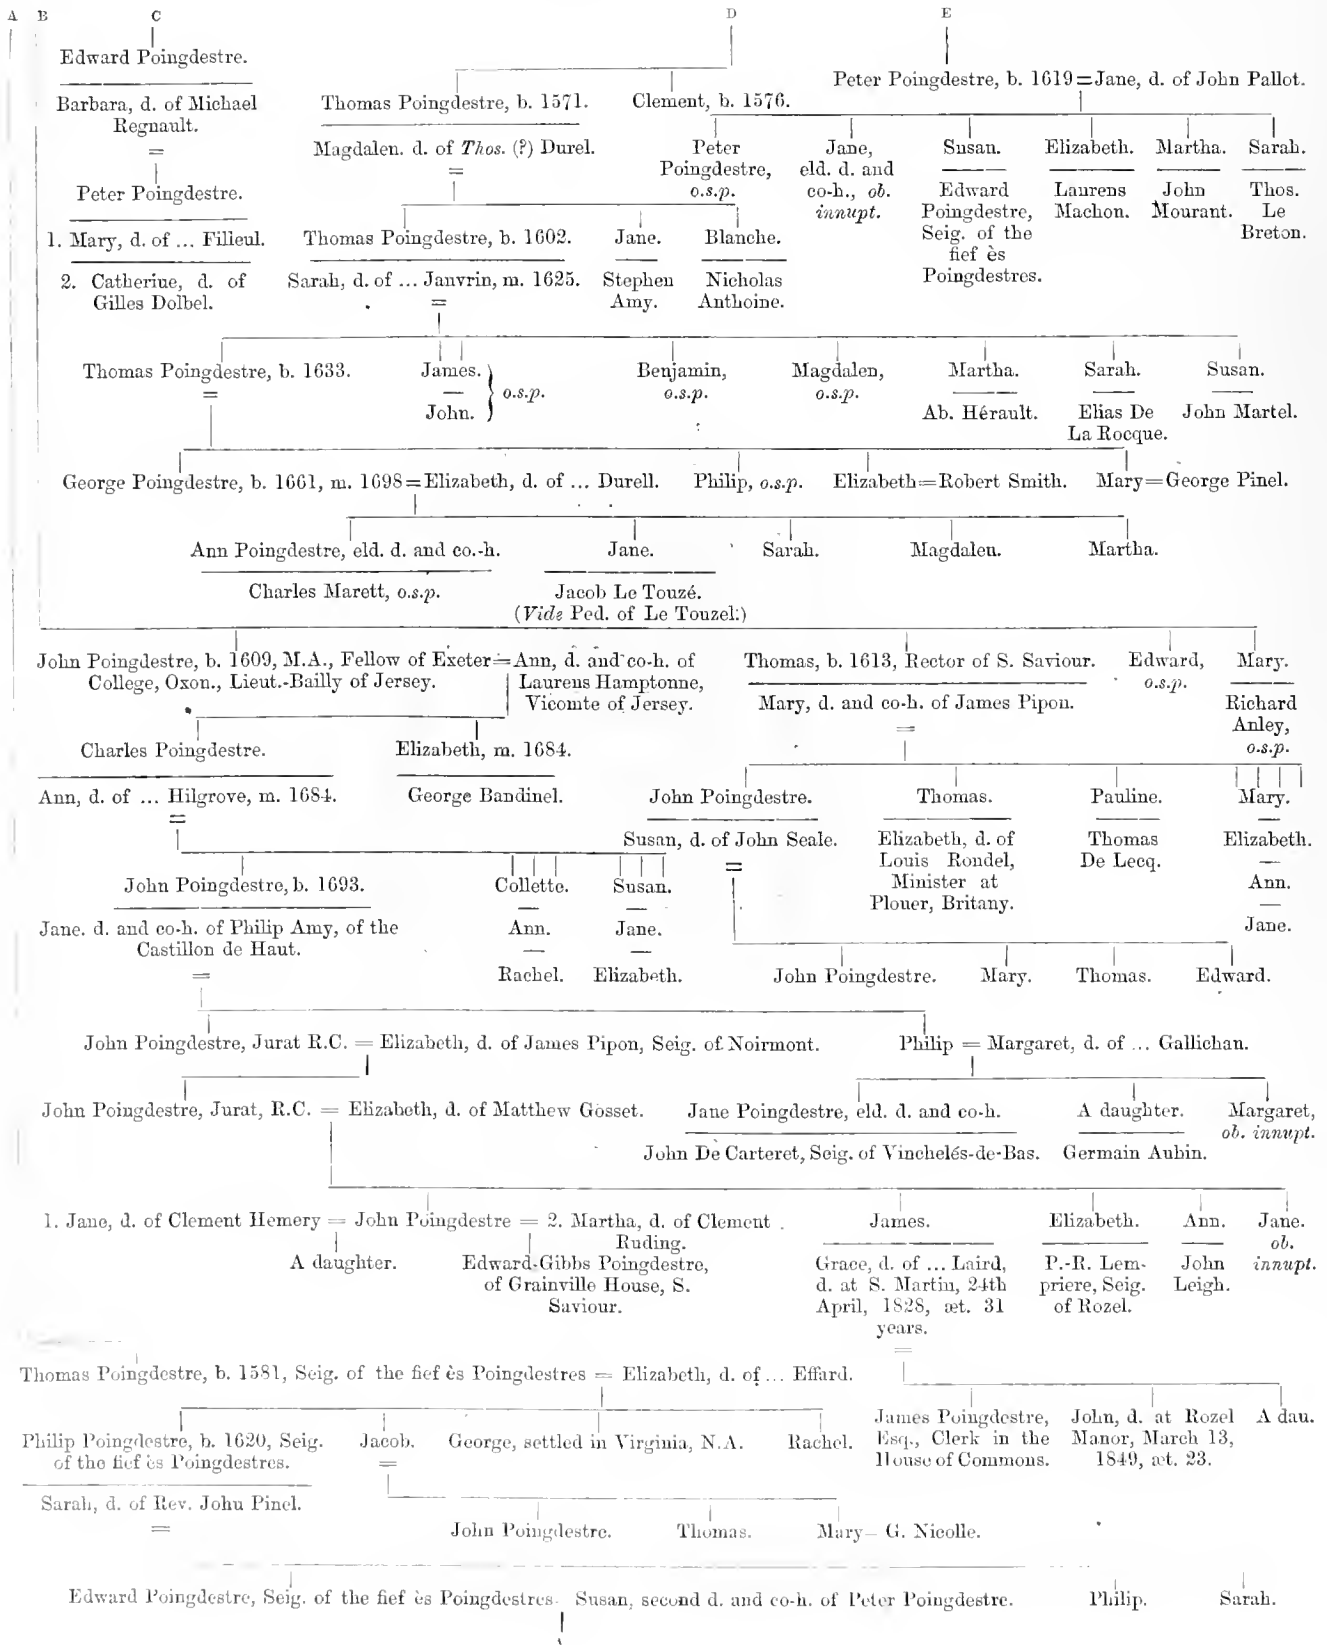 A B C D E
Edward Poingdestre.
Barbara, d. of Michael
Regnault.
=
Peter Poingdestre.
1. Mary, d. of ... Filieul.
2. Catherine, d. of
Gilles Dolbel.
Thomas Poingdestre, b. 1571.
Magdalen. d. of Thos. (?) Durel.
=
Clement, b. 1576.
Thomas Poingdestre, b. 1602.
Sarah, d. of ... Janvrin, m. 1625.
=
Jane.
Stephen
Amy.
Blanche.
Nicholas
Anthoine.
Peter Poingdestre, b. 1619 = Jane, d. of John Pallot.
Peter
Poingdestre,
o.s.p.
Jane,
eld. d. and
co-h., ob.
innupt.
Susan.
Edward
Poingdestre,
Seig. of the
fief ès
Poingdestres.
Elizabeth.
Laurens
Machon.
Martha.
John
Mourant.
Sarah.
Thos.
Le
Breton.
Thomas Poingdestre, b. 1633.
=
James.
—
John.
} o.s.p.
Benjamin,
o.s.p.
Magdalen,
o.s.p.
Martha.
Ab. Hérault.
Sarah.
Elias De
La Rocque.
Susan.
John Martel.
George Poingdestre, b. 1661, m. 1698 = Elizabeth, d. of ... Durell. Philip, o.s.p. Elizabeth = Robert Smith. Mary = George Pinel.
Ann Poingdestre, eld. d. and co.-h.
Charles Marett, o.s.p.
Jane.
Jacob Le Touzé.
(Vide Ped. of Le Touzel.)
Sarah. Magdalen. Martha.
John Poingdestre, b. 1609, M.A., Fellow of Exeter = Ann, d. and co-h. of
College, Oxon., Lieut.-Bailly of Jersey. Laurens Hamptonne,
Vicomte of Jersey.
Thomas, b. 1613, Rector of S. Saviour.
Mary, d. and co-h. of James Pipon.
=
Edward,
o.s.p.
Mary.
Richard
Anley,
o.s.p.
Charles Poingdestre.
Ann, d. of ... Hilgrove, m. 1684.
=
Elizabeth, m. 1684.
George Bandinel.
John Poingdestre.
Susan, d. of John Seale.
=
Thomas.
Elizabeth, d. of
Louis Rondel,
Minister at
Plouer, Britany.
Pauline.
Thomas
De Lecq.
Mary.
—
Elizabeth.
—
Ann.
—
Jane.
John Poingdestre, b. 1693.
Jane. d. and co-h. of Philip Amy, of the
Castillon de Haut.
=
Collette.
—
Ann.
—
Rachel.
Susan.
—
Jane.
—
Elizabeth.
John Poingdestre. Mary. Thomas. Edward.
John Poingdestre, Jurat R.C. = Elizabeth, d. of James Pipon, Seig. of Noirmont. Philip = Margaret, d. of ... Gallichan.
John Poingdestre, Jurat, R.C. = Elizabeth, d. of Matthew Gosset.
Jane Poingdestre, eld. d. and co-h.
John De Carteret, Seig. of Vinchelés-de-Bas.
A daughter.
Germain Aubin.
Margaret,
ob. innupt.
1. Jane, d. of Clement Hemery = John Poingdestre = 2. Martha, d. of Clement
Ruding.
A daughter.
Edward-Gibbs Poingdestre,
of Grainville House, S.
Saviour.
James.
Grace, d. of ... Laird,
d. at S. Martin, 24th
April, 1828, æt. 31
years.
=
Elizabeth.
P.-R. Lem-
priere, Seig.
of Rozel.
Ann.
John
Leigh.
Jane.
ob.
innupt.
Thomas Poingdestre, b. 1581, Seig. of the fief ès Poingdestres = Elizabeth, d. of ... Effard.
James Poingdestre,
Esq., Clerk in the
House of Commons.
John, d. at Rozel
Manor, March 13,
1849, æt. 23.
A dau.
Philip Poingdestre, b. 1620, Seig.
of the fief ès Poingdestres.
Sarah, d. of Rev. John Pinel.
=
Jacob.
=
George, settled in Virginia, N.A. Rachel.
John Poingdestre. Thomas. Mary — G. Nicolle.
Edward Poingdestre, Seig. of the fief ès Poingdestres. Susan, second d. and co-h. of Peter Poingdestre. Philip. Sarah.